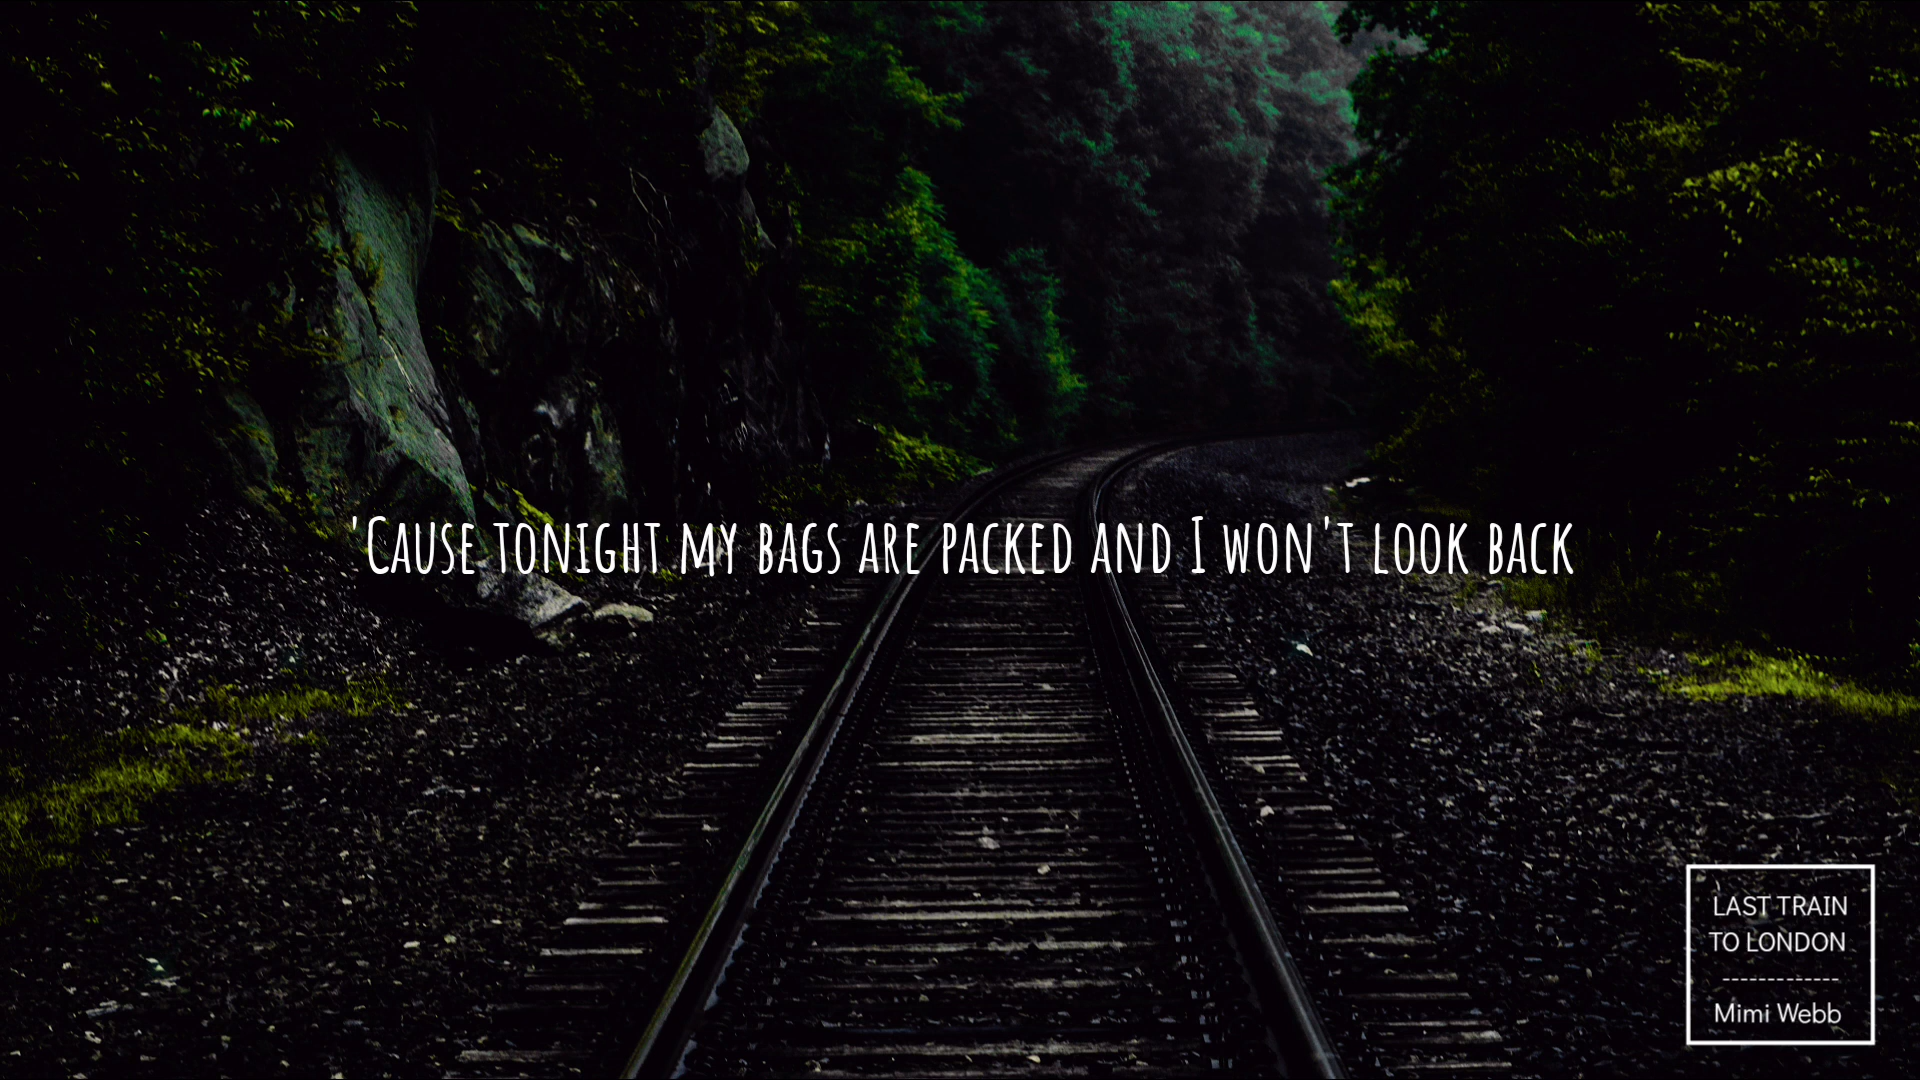 'Cause tonight my bags are packed and I won't look back
LAST TRAIN
TO LONDON
-------------
Mimi Webb